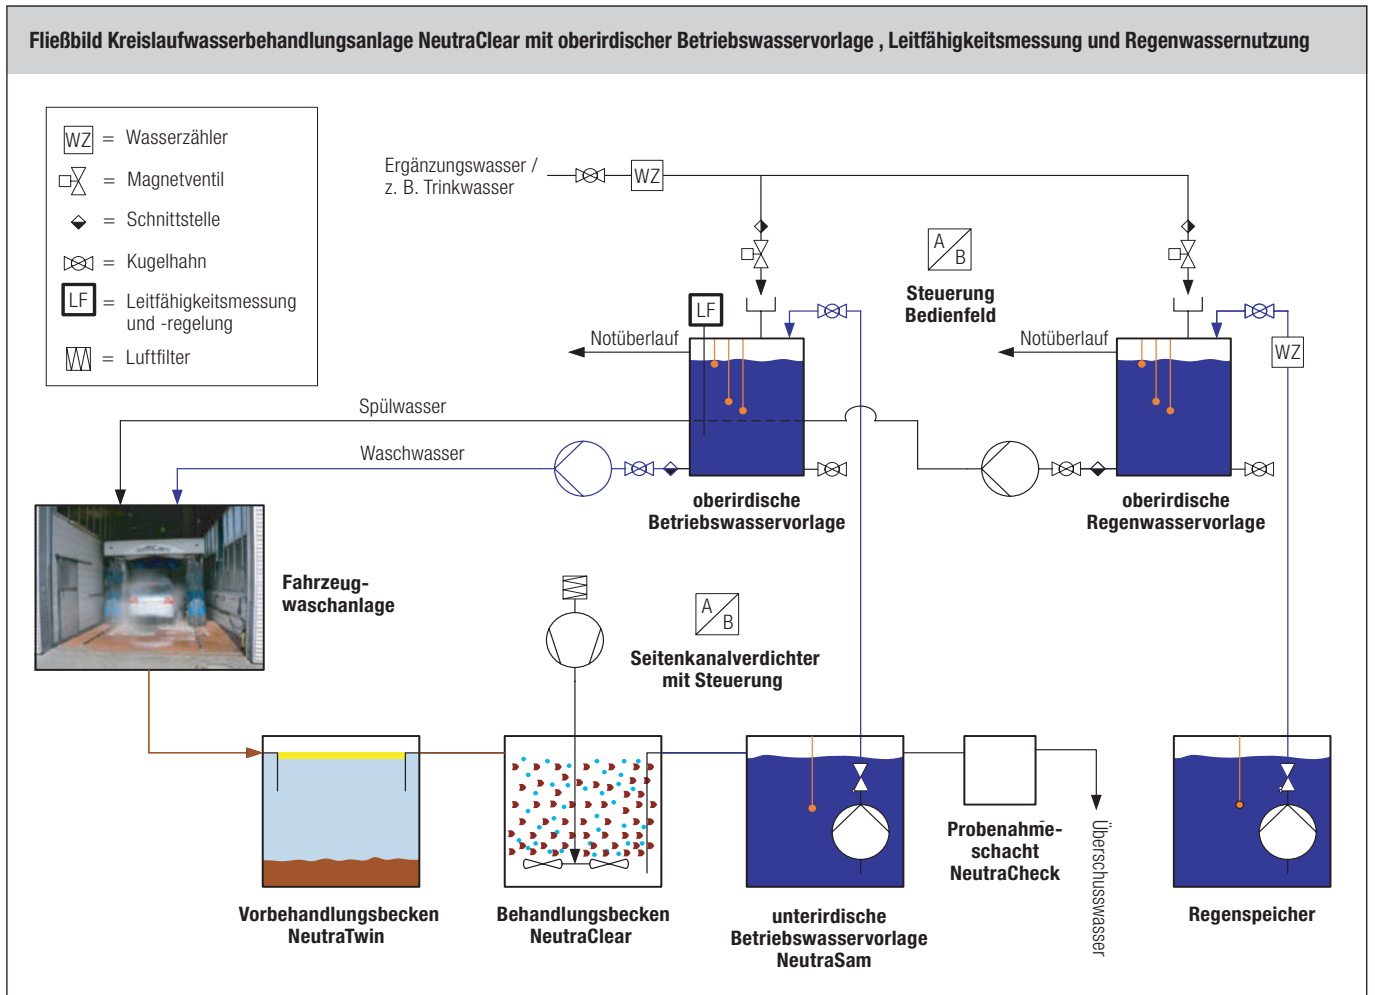 Fließbild Kreislaufwasserbehandlungsanlage NeutraClear mit oberirdischer Betriebswasservorlage , Leitfähigkeitsmessung und Regenwassernutzung
WZ = Wasserzähler
= Magnetventil
= Schnittstelle
= Kugelhahn
LF = Leitfähigkeitsmessung
und -regelung
= Luftfilter
Ergänzungswasser /
z. B. Trinkwasser
WZ
A
B
Steuerung
Bedienfeld
LF
Notüberlauf
Notüberlauf
WZ
Spülwasser
Waschwasser
oberirdische
Betriebswasservorlage
oberirdische
Regenwasservorlage
Fahrzeug-
waschanlage
A
B
Seitenkanalverdichter
mit Steuerung
Vorbehandlungsbecken
NeutraTwin
Behandlungsbecken
NeutraClear
unterirdische
Betriebswasservorlage
NeutraSam
Probenahme-
schacht
NeutraCheck
Überschusswasser
Regenspeicher